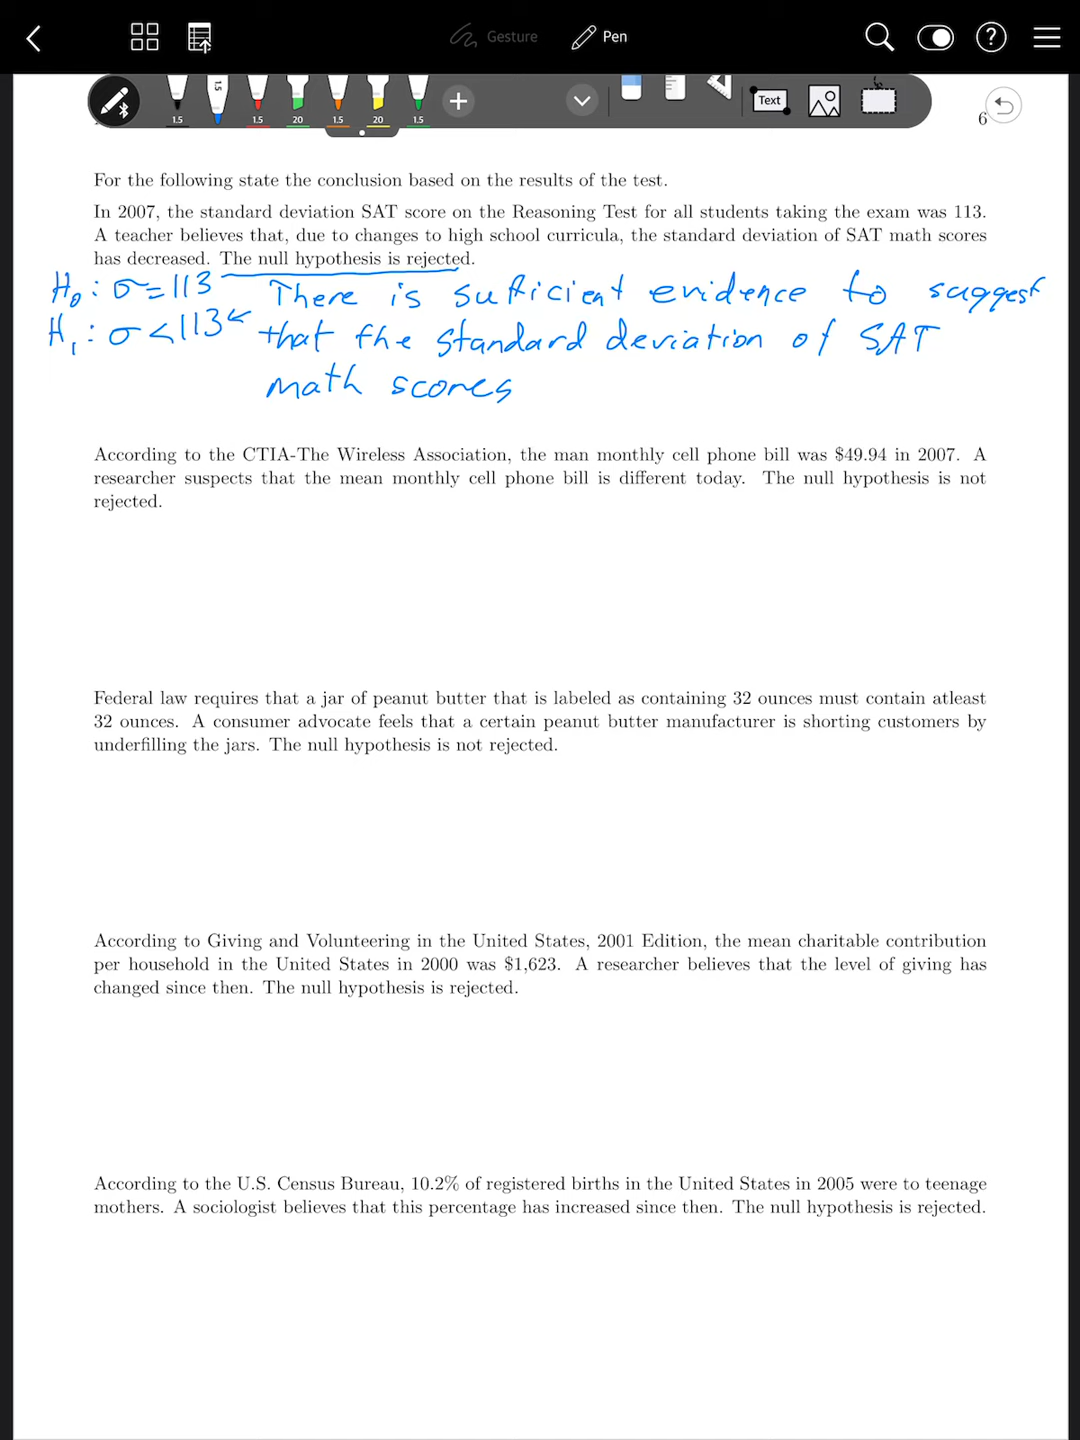 Gesture
Pen
1.5
1.5
1.5
20
1.5
20
1.5
Text
6
For the following state the conclusion based on the results of the test.
In 2007, the standard deviation SAT score on the Reasoning Test for all students taking the exam was 113.
A teacher believes that, due to changes to high school curricula, the standard deviation of SAT math scores
has decreased. The null hypothesis is rejected.
H₀: σ=113 There is sufficient evidence to suggest
H₁: σ<113 that the standard deviation of SAT
math scores
According to the CTIA-The Wireless Association, the man monthly cell phone bill was $49.94 in 2007. A
researcher suspects that the mean monthly cell phone bill is different today. The null hypothesis is not
rejected.
Federal law requires that a jar of peanut butter that is labeled as containing 32 ounces must contain atleast
32 ounces. A consumer advocate feels that a certain peanut butter manufacturer is shorting customers by
underfilling the jars. The null hypothesis is not rejected.
According to Giving and Volunteering in the United States, 2001 Edition, the mean charitable contribution
per household in the United States in 2000 was $1,623. A researcher believes that the level of giving has
changed since then. The null hypothesis is rejected.
According to the U.S. Census Bureau, 10.2% of registered births in the United States in 2005 were to teenage
mothers. A sociologist believes that this percentage has increased since then. The null hypothesis is rejected.